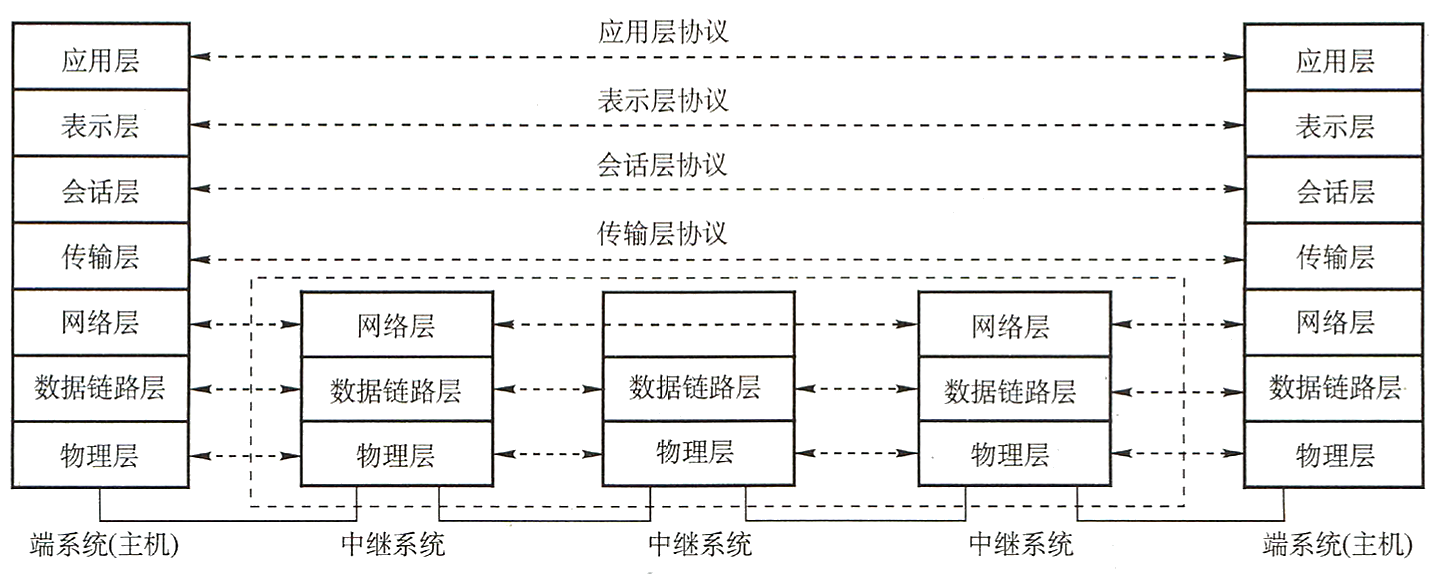 应用层
应用层协议
应用层
表示层
表示层协议
表示层
会话层
会话层协议
会话层
传输层
传输层协议
传输层
网络层
网络层
网络层
网络层
数据链路层
数据链路层
数据链路层
数据链路层
数据链路层
物理层
物理层
物理层
物理层
物理层
端系统(主机)
中继系统
中继系统
中继系统
端系统(主机)